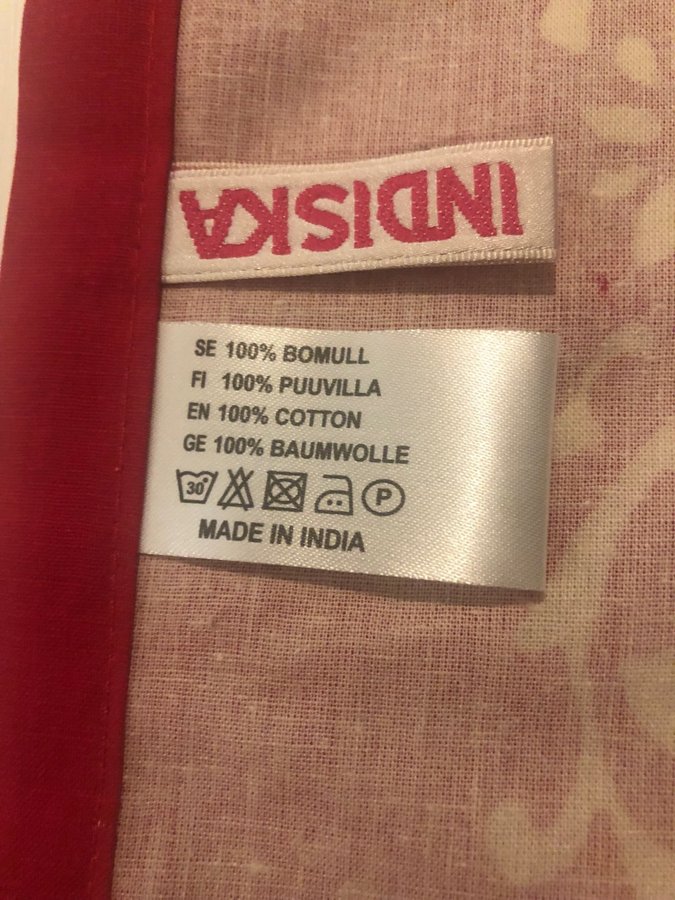 INDISKA
SE 100% BOMULL
FI 100% PUUVILLA
EN 100% COTTON
GE 100% BAUMWOLLE
30° P
MADE IN INDIA